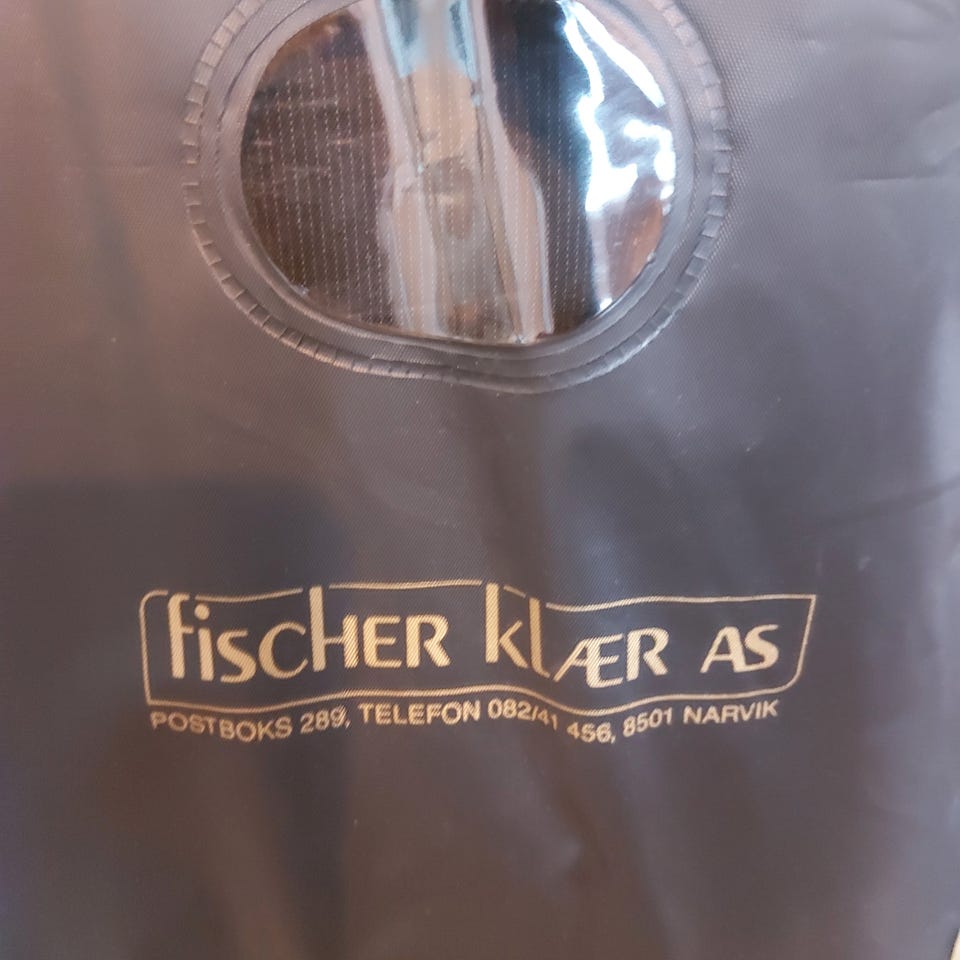 fischer klær AS
POSTBOKS 289, TELEFON 082/41 456, 8501 NARVIK